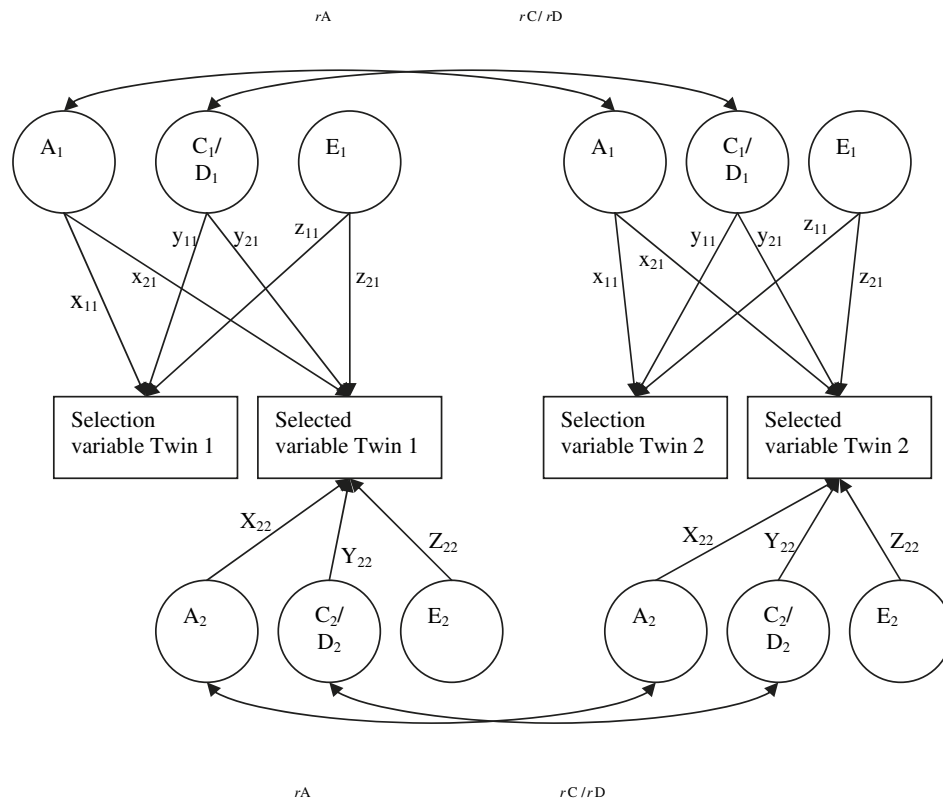 rA rC/rD
A₁ C₁/ E₁ A₁ C₁/ E₁
D₁ D₁
x₁₁ x₂₁ y₁₁ y₂₁ z₁₁ z₂₁ x₁₁ x₂₁ y₁₁ y₂₁ z₁₁ z₂₁
Selection Selected Selection Selected
variable Twin 1 variable Twin 1 variable Twin 2 variable Twin 2
X₂₂ Y₂₂ Z₂₂ X₂₂ Y₂₂ Z₂₂
A₂ C₂/ E₂ A₂ C₂/ E₂
D₂ D₂
rA rC/rD